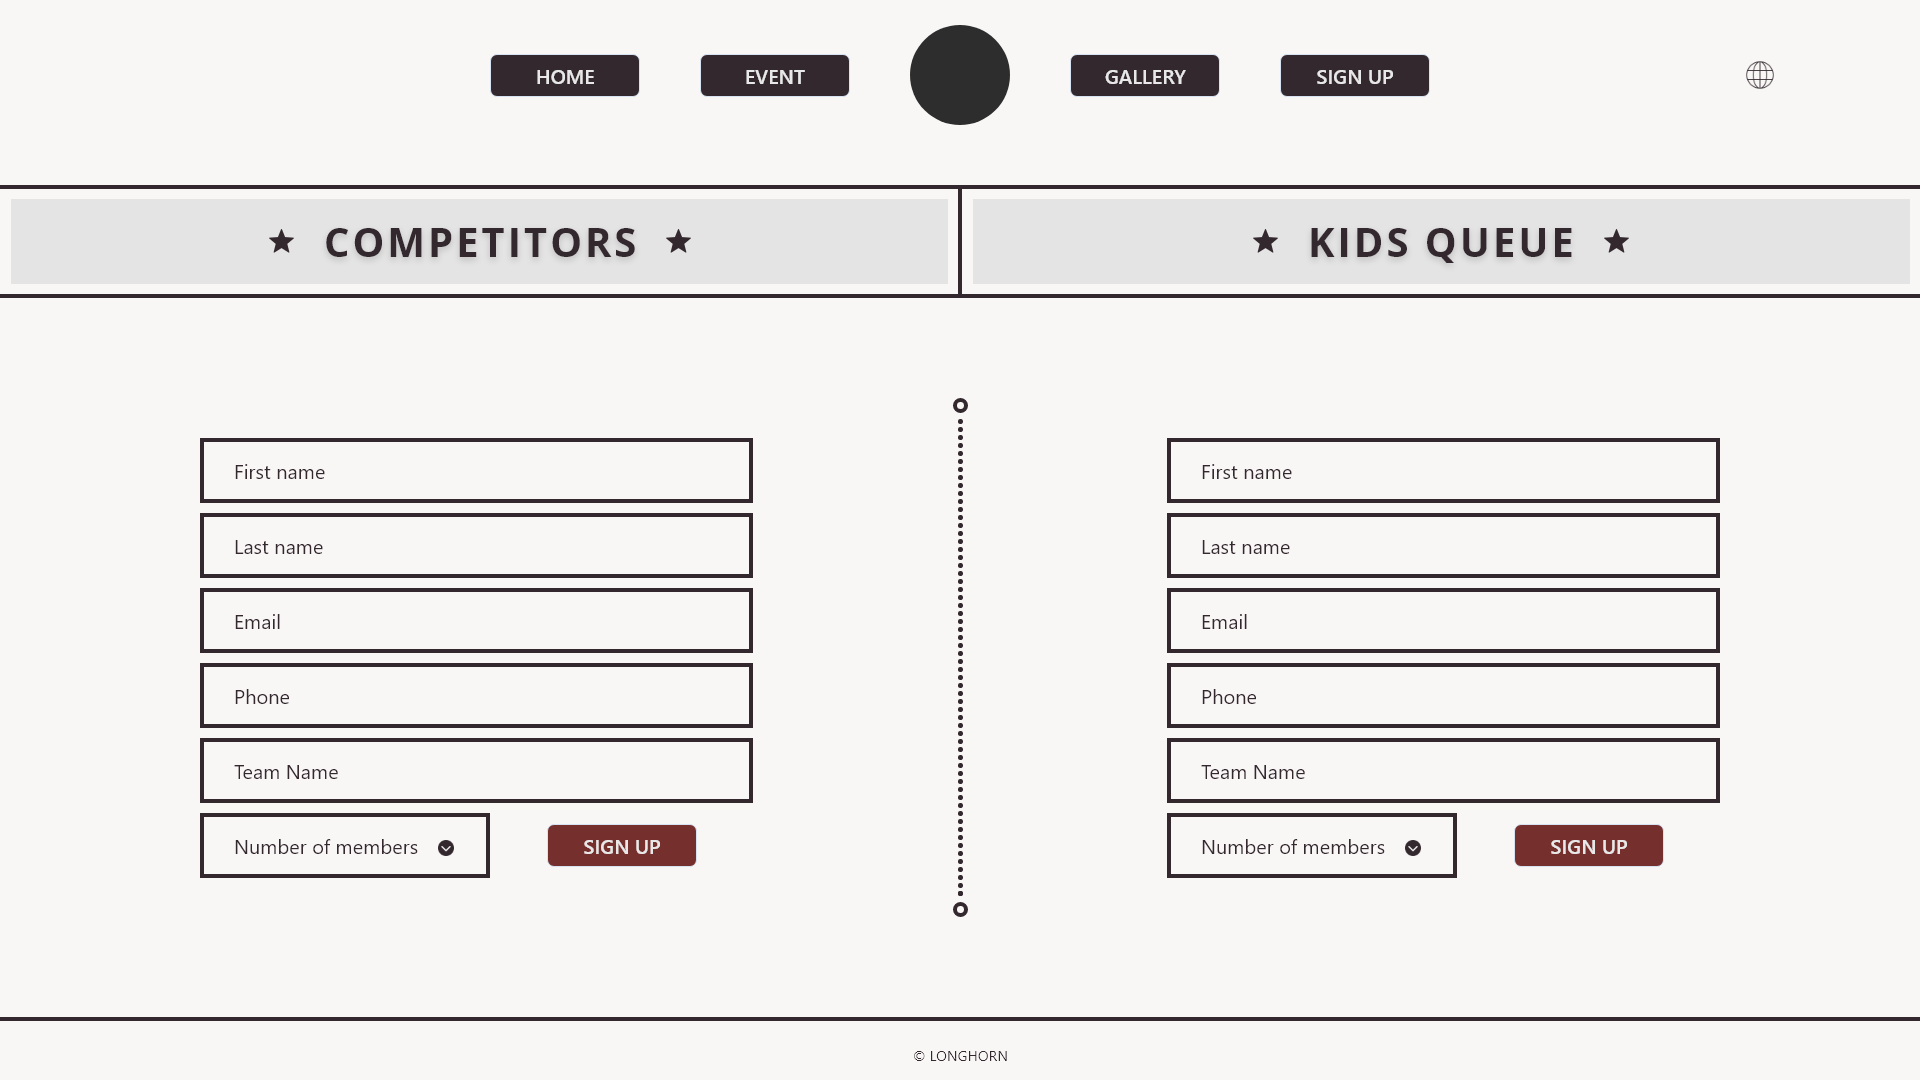 HOME
EVENT
GALLERY
SIGN UP
COMPETITORS
KIDS QUEUE
First name
Last name
Email
Phone
Team Name
Number of members
SIGN UP
First name
Last name
Email
Phone
Team Name
Number of members
SIGN UP
© LONGHORN